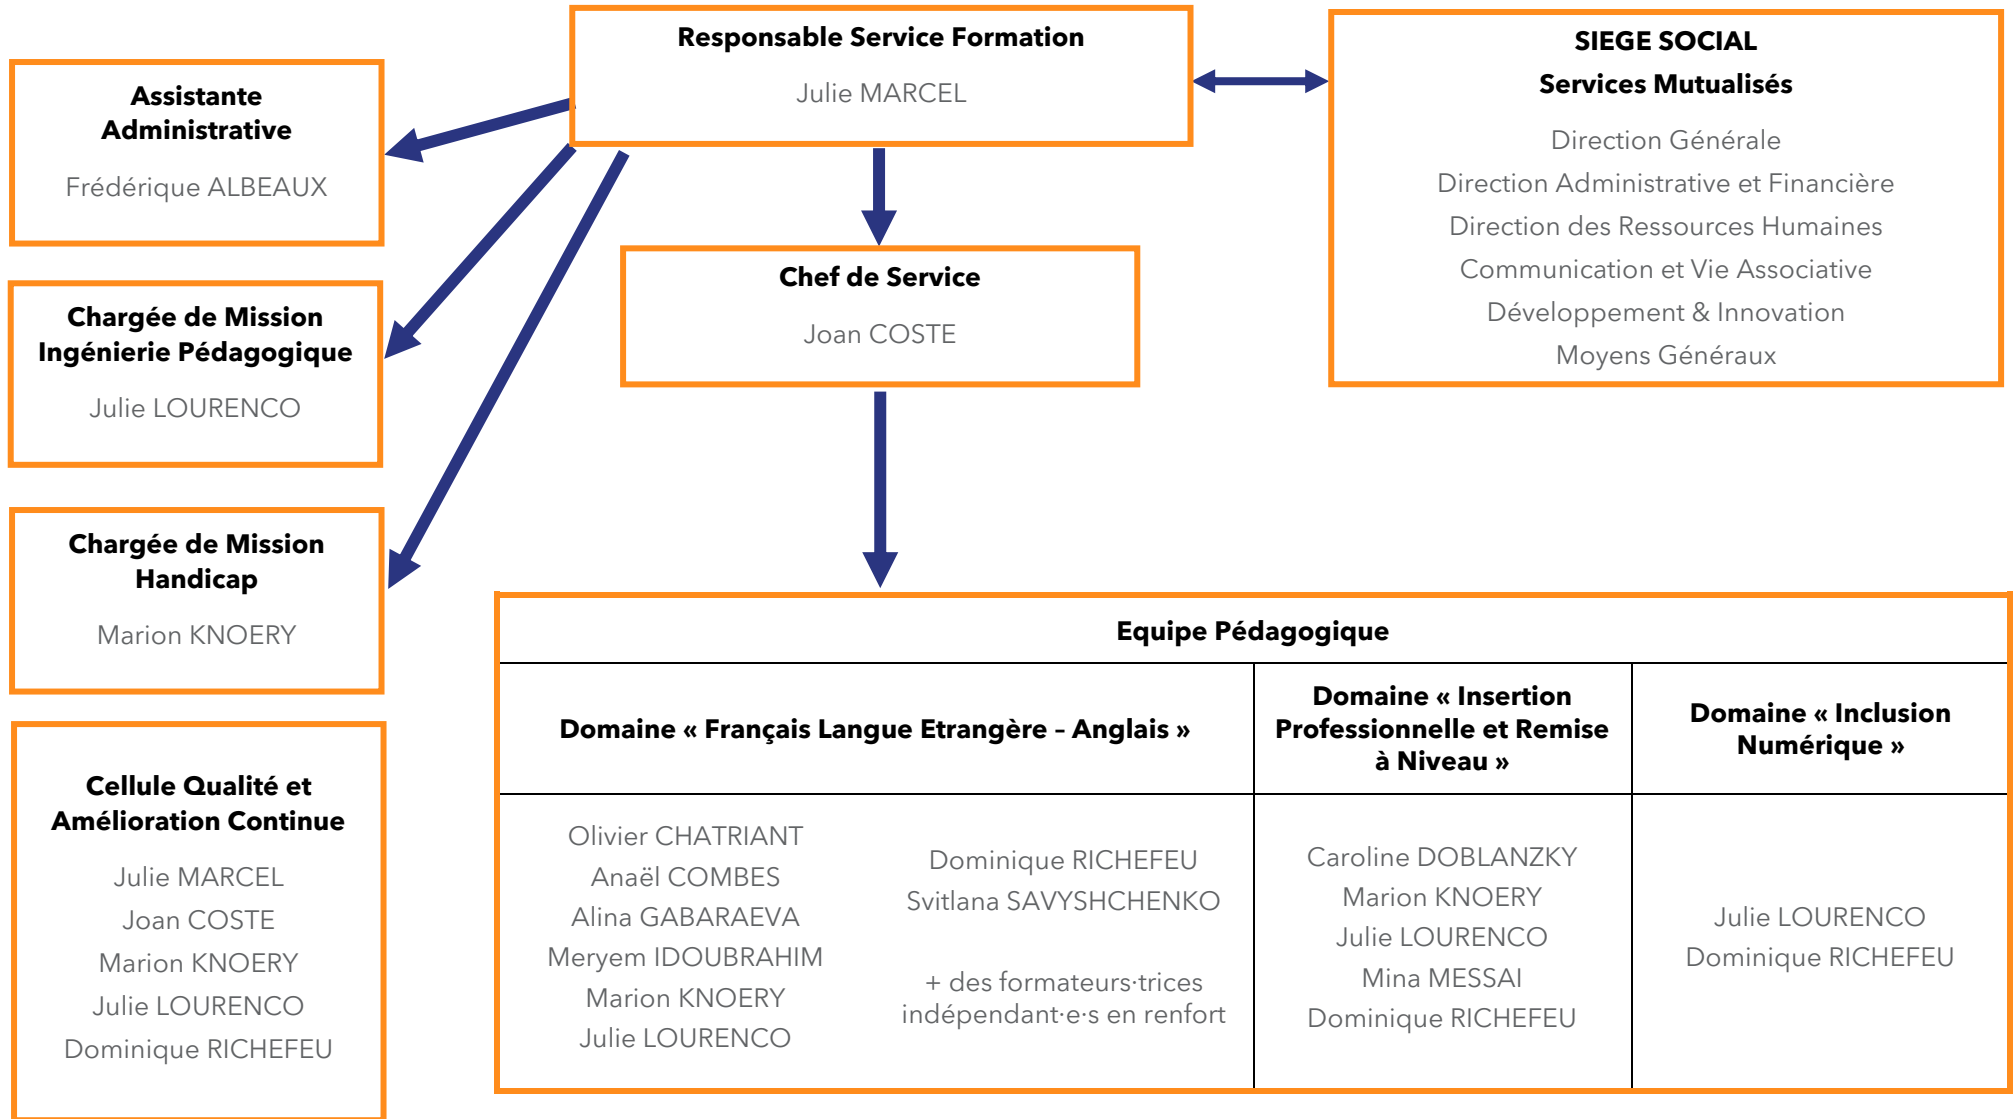 Responsable Service Formation
Julie MARCEL
SIEGE SOCIAL
Services Mutualisés
Direction Générale
Direction Administrative et Financière
Direction des Ressources Humaines
Communication et Vie Associative
Développement & Innovation
Moyens Généraux
Assistante
Administrative
Frédérique ALBEAUX
Chef de Service
Joan COSTE
Chargée de Mission
Ingénierie Pédagogique
Julie LOURENCO
Chargée de Mission
Handicap
Marion KNOERY
Cellule Qualité et
Amélioration Continue
Julie MARCEL
Joan COSTE
Marion KNOERY
Julie LOURENCO
Dominique RICHEFEU
Equipe Pédagogique
Domaine « Français Langue Etrangère – Anglais »
Olivier CHATRIANT
Anaël COMBES
Alina GABARAEVA
Meryem IDOUBRAHIM
Marion KNOERY
Julie LOURENCO
Dominique RICHEFEU
Svitlana SAVYSHCHENKO
+ des formateurs·trices
indépendant·e·s en renfort
Domaine « Insertion
Professionnelle et Remise
à Niveau »
Caroline DOBLANZKY
Marion KNOERY
Julie LOURENCO
Mina MESSAI
Dominique RICHEFEU
Domaine « Inclusion
Numérique »
Julie LOURENCO
Dominique RICHEFEU